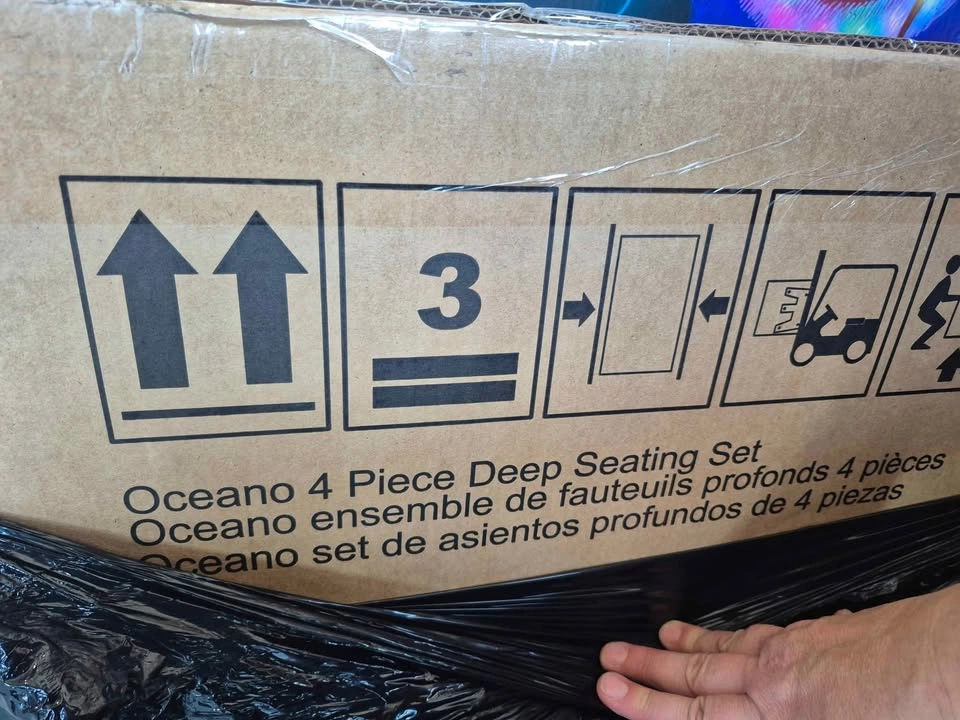 3
Oceano 4 Piece Deep Seating Set
Oceano ensemble de fauteuils profonds 4 pièces
Oceano set de asientos profundos de 4 piezas